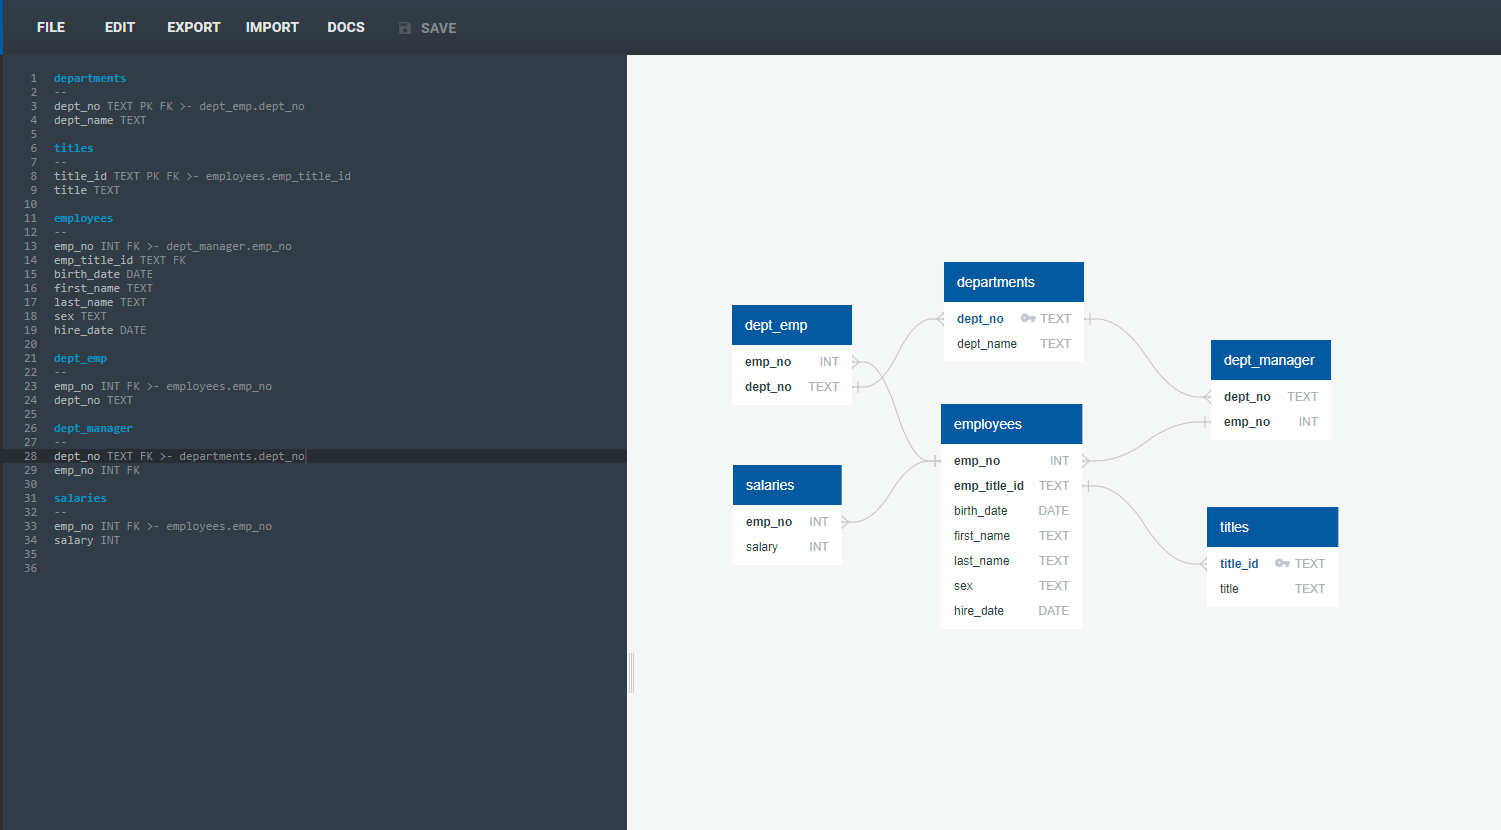 FILE EDIT EXPORT IMPORT DOCS SAVE
1 departments
2 --
3 dept_no TEXT PK FK >- dept_emp.dept_no
4 dept_name TEXT
5
6 titles
7 --
8 title_id TEXT PK FK >- employees.emp_title_id
9 title TEXT
10
11 employees
12 --
13 emp_no INT FK >- dept_manager.emp_no
14 emp_title_id TEXT FK
15 birth_date DATE
16 first_name TEXT
17 last_name TEXT
18 sex TEXT
19 hire_date DATE
20
21 dept_emp
22 --
23 emp_no INT FK >- employees.emp_no
24 dept_no TEXT
25
26 dept_manager
27 --
28 dept_no TEXT FK >- departments.dept_no
29 emp_no INT FK
30
31 salaries
32 --
33 emp_no INT FK >- employees.emp_no
34 salary INT
35
36
dept_emp
emp_no INT
dept_no TEXT
departments
dept_no TEXT
dept_name TEXT
dept_manager
dept_no TEXT
emp_no INT
employees
emp_no INT
emp_title_id TEXT
birth_date DATE
first_name TEXT
last_name TEXT
sex TEXT
hire_date DATE
salaries
emp_no INT
salary INT
titles
title_id TEXT
title TEXT